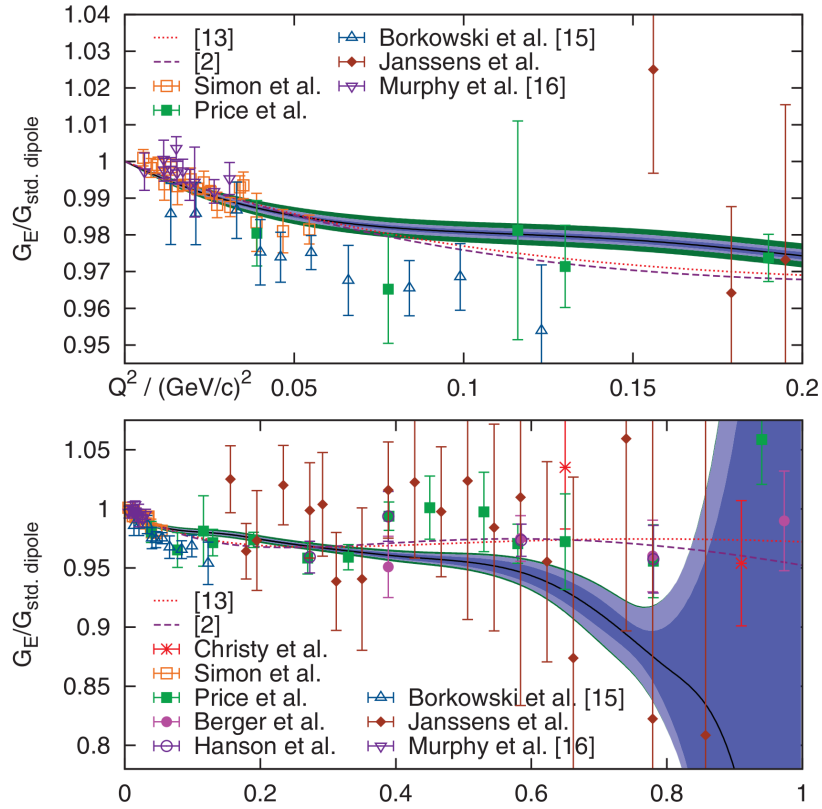 1.04
1.03
1.02
1.01
1
0.99
0.98
0.97
0.96
0.95
G_E/G_std. dipole
[13]
[2]
Simon et al.
Price et al.
Borkowski et al. [15]
Janssens et al.
Murphy et al. [16]
Q^2 / (GeV/c)^2
0.05
0.1
0.15
0.2
1.05
1
0.95
0.9
0.85
0.8
G_E/G_std. dipole
[13]
[2]
Christy et al.
Simon et al.
Price et al.
Berger et al.
Hanson et al.
Borkowski et al. [15]
Janssens et al.
Murphy et al. [16]
0
0.2
0.4
0.6
0.8
1